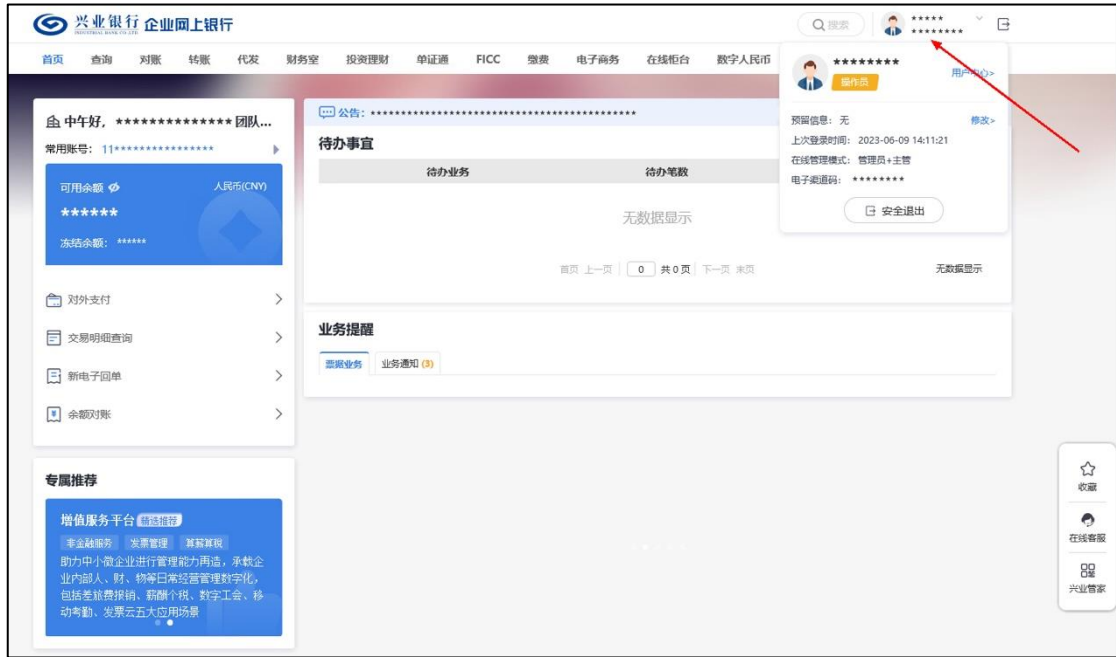 兴业银行 企业网上银行
INDUSTRIAL BANK CO.,LTD.
搜索
*****
********
首页 查询 对账 转账 代发 财务室 投资理财 单证通 FICC 缴费 电子商务 在线柜台 数字人民币
********
操作员
用户中心>
预留信息：无 修改>
上次登录时间： 2023-06-09 14:11:21
在线管理模式： 管理员+主管
电子渠道码： ********
安全退出
中午好，**************团队...
常用账号： 11****************
可用余额 人民币(CNY)
******
冻结余额： ******
对外支付
交易明细查询
新电子回单
余额对账
公告：***********************************
待办事宜
待办业务 待办笔数
无数据显示
首页 上一页 0 共 0 页 下一页 末页 无数据显示
业务提醒
票据业务 业务通知 (3)
专属推荐
增值服务平台 精选推荐
非金融服务 发票管理 算薪算税
助力中小微企业进行管理能力再造，承载企
业内部人、财、物等日常经营管理数字化，
包括差旅费报销、薪酬个税、数字工会、移
动考勤、发票云五大应用场景
收藏
在线客服
兴业管家